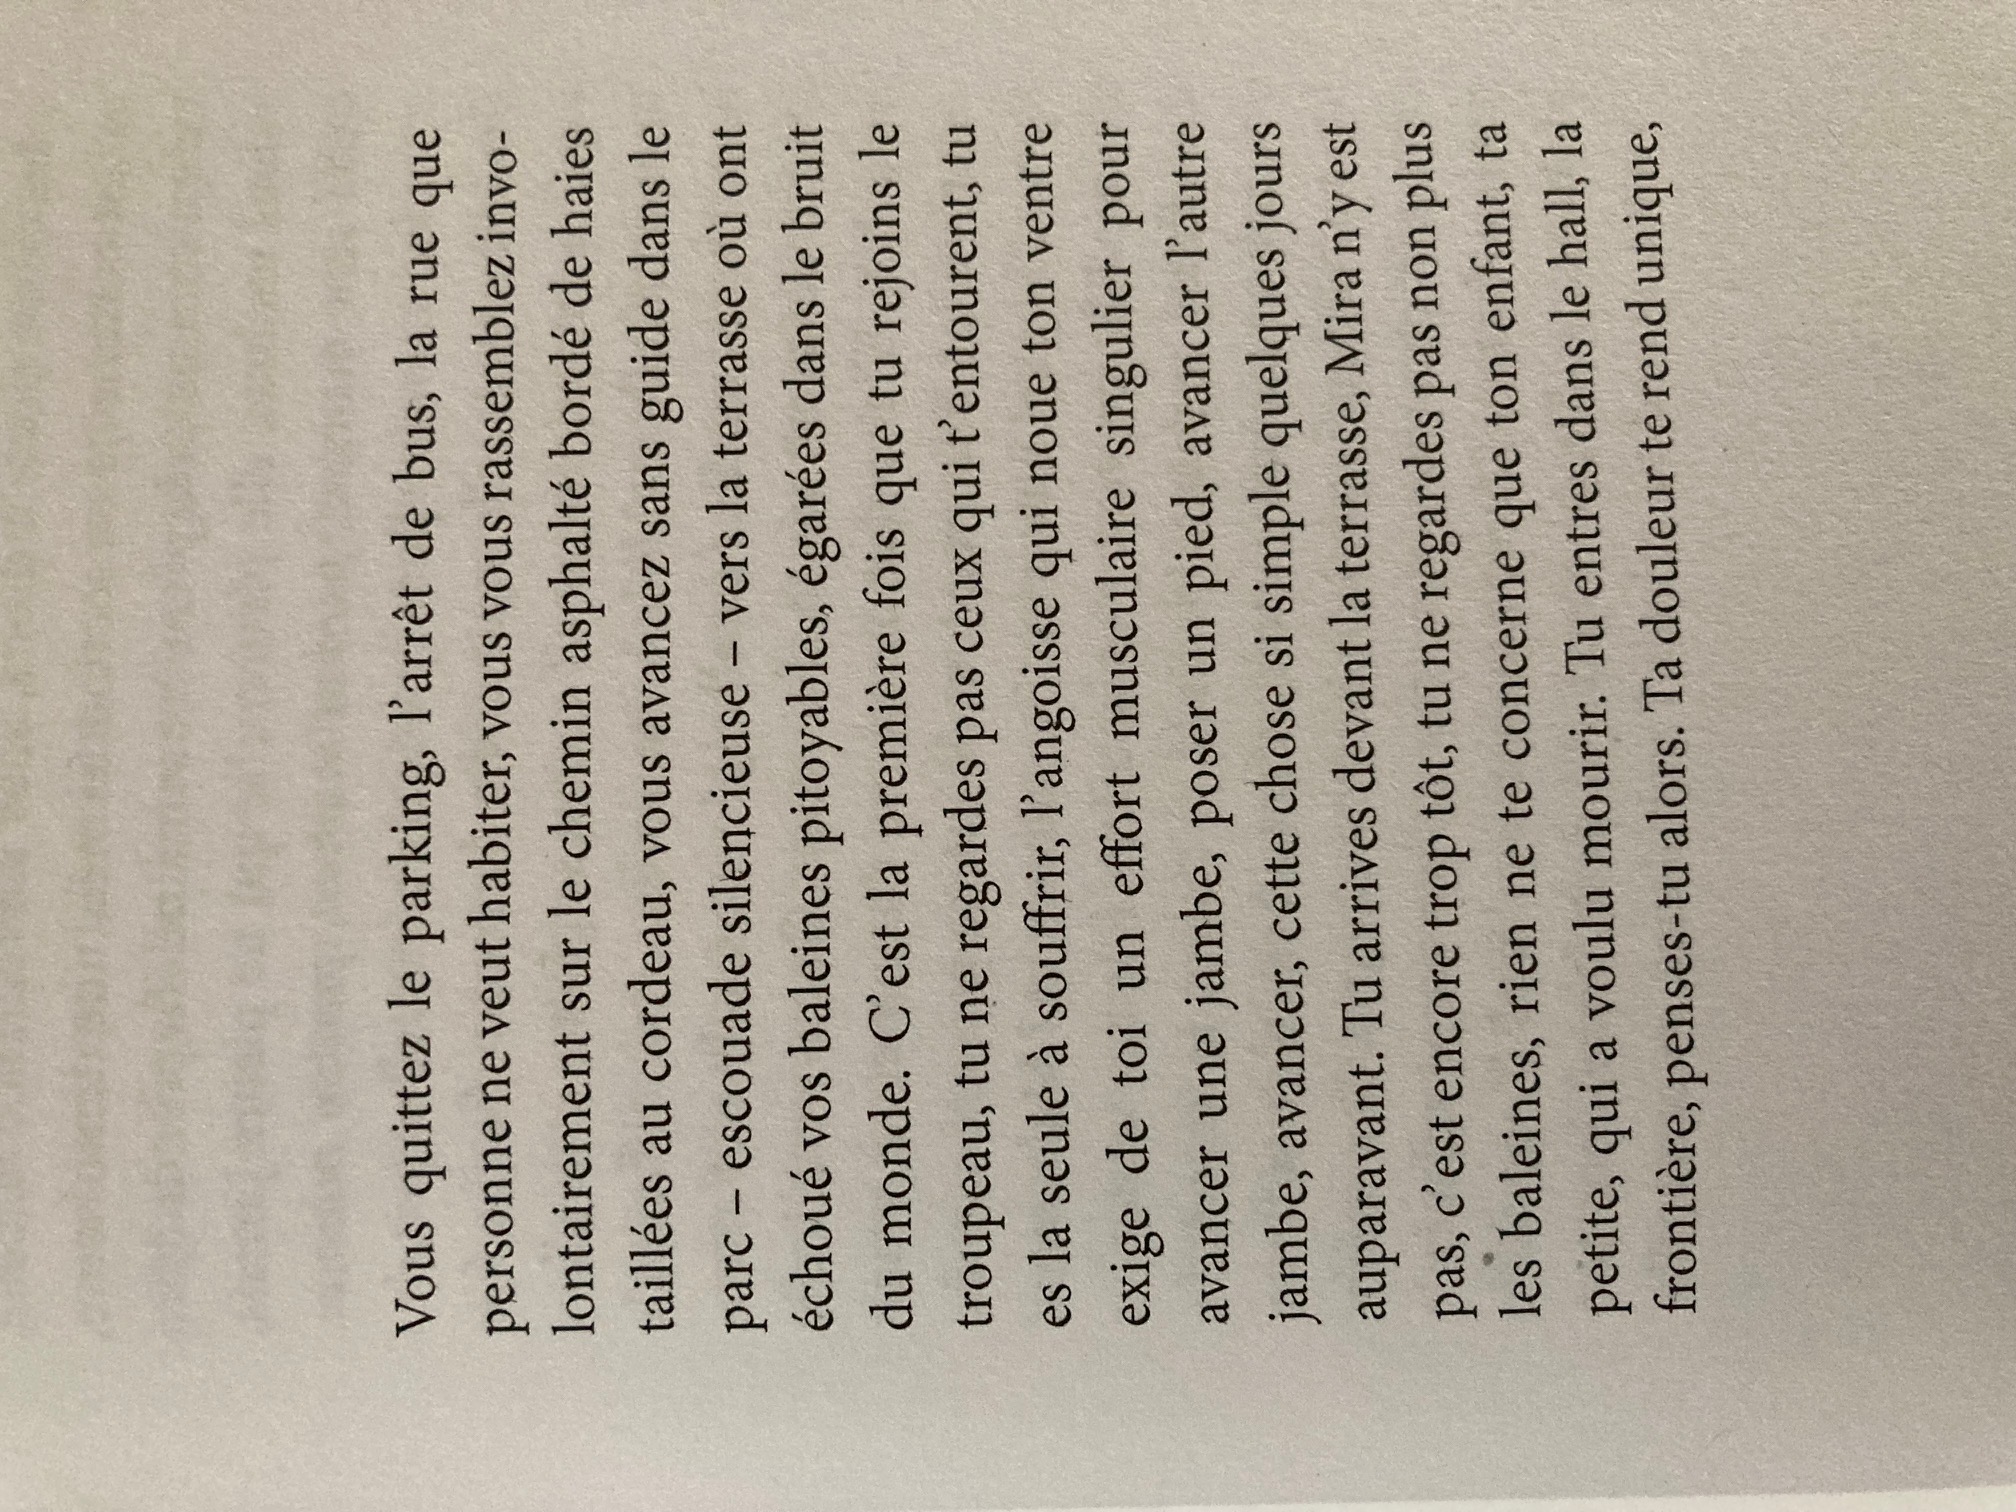 Vous quittez le parking, l’arrêt de bus, la rue que
personne ne veut habiter, vous vous rassemblez invo-
lontairement sur le chemin asphalté bordé de haies
taillées au cordeau, vous avancez sans guide dans le
parc – escouade silencieuse – vers la terrasse où ont
échoué vos baleines pitoyables, égarées dans le bruit
du monde. C’est la première fois que tu rejoins le
troupeau, tu ne regardes pas ceux qui t’entourent, tu
es la seule à souffrir, l’angoisse qui noue ton ventre
exige de toi un effort musculaire singulier pour
avancer une jambe, poser un pied, avancer l’autre
jambe, avancer, cette chose si simple quelques jours
auparavant. Tu arrives devant la terrasse, Mira n’y est
pas, c’est encore trop tôt, tu ne regardes pas non plus
les baleines, rien ne te concerne que ton enfant, ta
petite, qui a voulu mourir. Tu entres dans le hall, la
frontière, penses-tu alors. Ta douleur te rend unique,